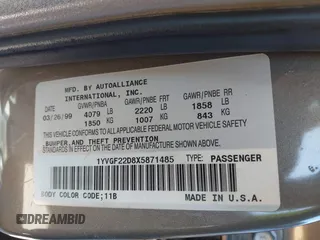 MFD. BY AUTOALLIANCE
INTERNATIONAL, INC.
DATE GVWR/PNBA GAWR/PNBE FRT GAWR/PNBE RR
03/26/99 4079 LB 2220 LB 1858 LB
1850 KG 1007 KG 843 KG
THIS VEHICLE CONFORMS TO ALL APPLICABLE FEDERAL MOTOR VEHICLE SAFETY,
BUMPER, AND THEFT PREVENTION
STANDARDS IN EFFECT ON THE DATE OF MANUFACTURE SHOWN ABOVE
1YVGF22D8X5871485 TYPE: PASSENGER
BODY COLOR CODE;11B
MADE IN U.S.A.
DREAMBID